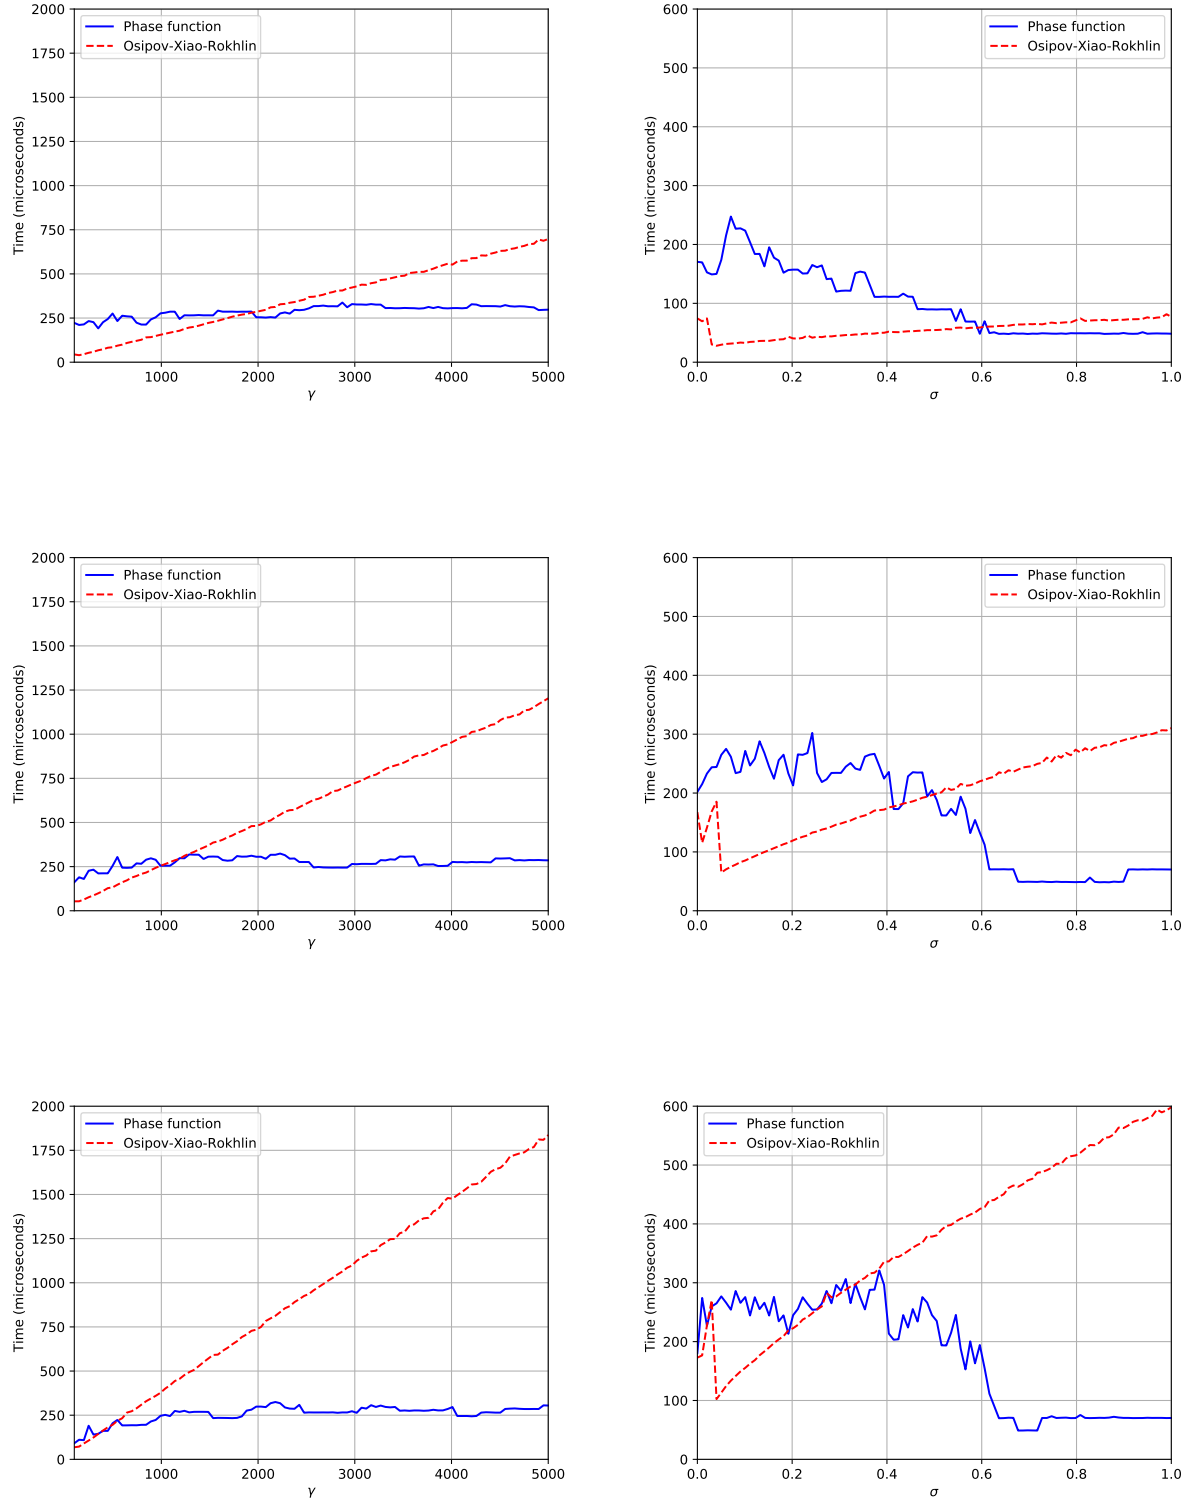 2000
1750
1500
1250
1000
750
500
250
0
Time (microseconds)
Phase function
Osipov-Xiao-Rokhlin
1000 2000 3000 4000 5000
γ
600
500
400
300
200
100
0
Time (microseconds)
Phase function
Osipov-Xiao-Rokhlin
0.0 0.2 0.4 0.6 0.8 1.0
σ
2000
1750
1500
1250
1000
750
500
250
0
Time (mircoseconds)
Phase function
Osipov-Xiao-Rokhlin
1000 2000 3000 4000 5000
γ
600
500
400
300
200
100
0
Time (microseconds)
Phase function
Osipov-Xiao-Rokhlin
0.0 0.2 0.4 0.6 0.8 1.0
σ
2000
1750
1500
1250
1000
750
500
250
0
Time (microseconds)
Phase function
Osipov-Xiao-Rokhlin
1000 2000 3000 4000 5000
γ
600
500
400
300
200
100
0
Time (microseconds)
Phase function
Osipov-Xiao-Rokhlin
0.0 0.2 0.4 0.6 0.8 1.0
σ